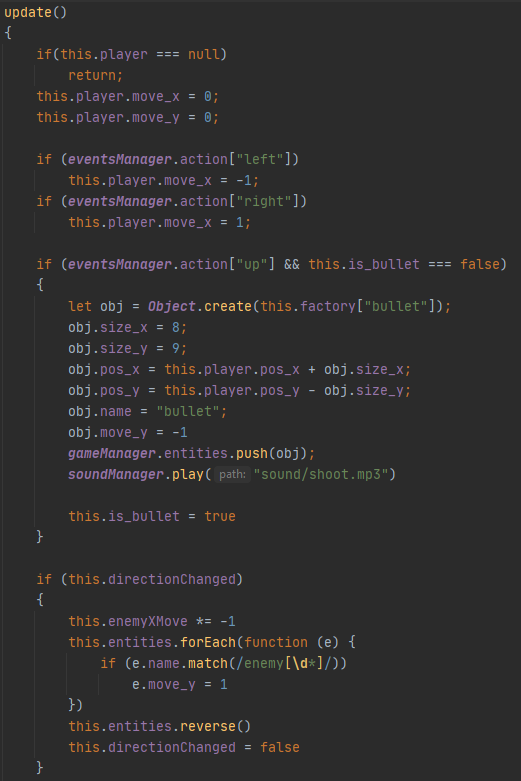 update()
{
    if(this.player === null)
        return;
    this.player.move_x = 0;
    this.player.move_y = 0;

    if (eventsManager.action["left"])
        this.player.move_x = -1;
    if (eventsManager.action["right"])
        this.player.move_x = 1;

    if (eventsManager.action["up"] && this.is_bullet === false)
    {
        let obj = Object.create(this.factory["bullet"]);
        obj.size_x = 8;
        obj.size_y = 9;
        obj.pos_x = this.player.pos_x + obj.size_x;
        obj.pos_y = this.player.pos_y - obj.size_y;
        obj.name = "bullet";
        obj.move_y = -1
        gameManager.entities.push(obj);
        soundManager.play( path: "sound/shoot.mp3")

        this.is_bullet = true
    }

    if (this.directionChanged)
    {
        this.enemyXMove *= -1
        this.entities.forEach(function (e) {
            if (e.name.match(/enemy[\d*]/))
                e.move_y = 1
        })
        this.entities.reverse()
        this.directionChanged = false
    }